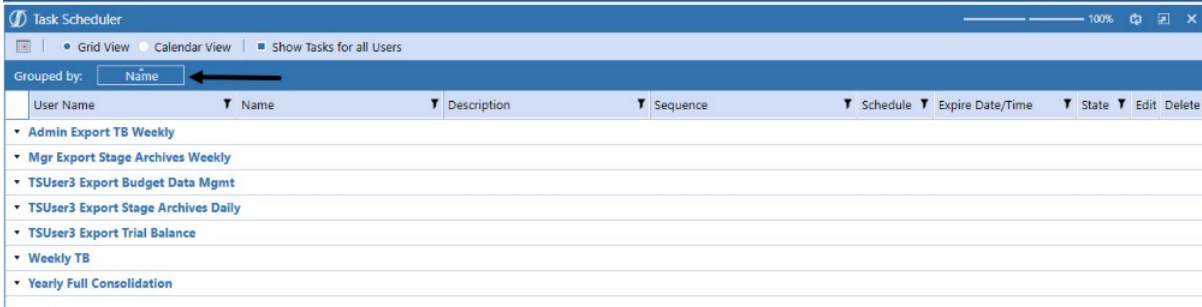 Task Scheduler 100%
Grid View Calendar View Show Tasks for all Users
Grouped by: Name
User Name Name Description Sequence Schedule Expire Date/Time State Edit Delete
Admin Export TB Weekly
Mgr Export Stage Archives Weekly
TSUser3 Export Budget Data Mgmt
TSUser3 Export Stage Archives Daily
TSUser3 Export Trial Balance
Weekly TB
Yearly Full Consolidation